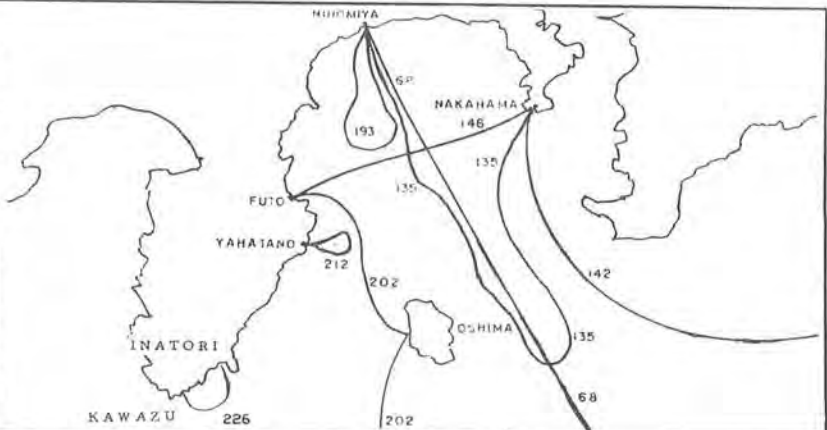 NINOMIYA
68
NAKAHAMA
193
146
135
135
FUTO
YAHATANO
212
202
142
OSHIMA
135
INATORI
68
KAWAZU
226
202